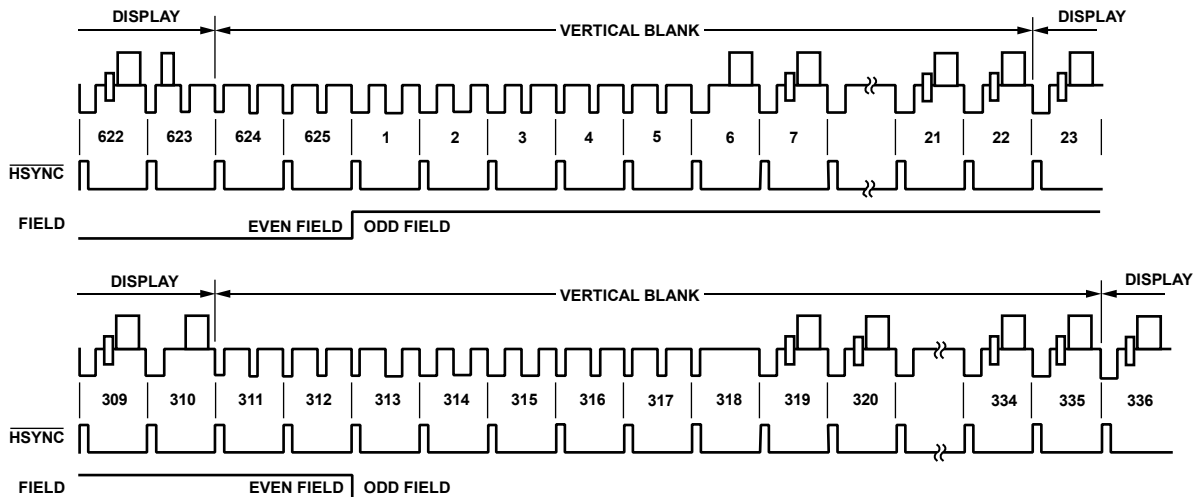 DISPLAY VERTICAL BLANK DISPLAY
622 623 624 625 1 2 3 4 5 6 7 21 22 23
HSYNC
FIELD EVEN FIELD ODD FIELD
DISPLAY VERTICAL BLANK DISPLAY
309 310 311 312 313 314 315 316 317 318 319 320 334 335 336
HSYNC
FIELD EVEN FIELD ODD FIELD